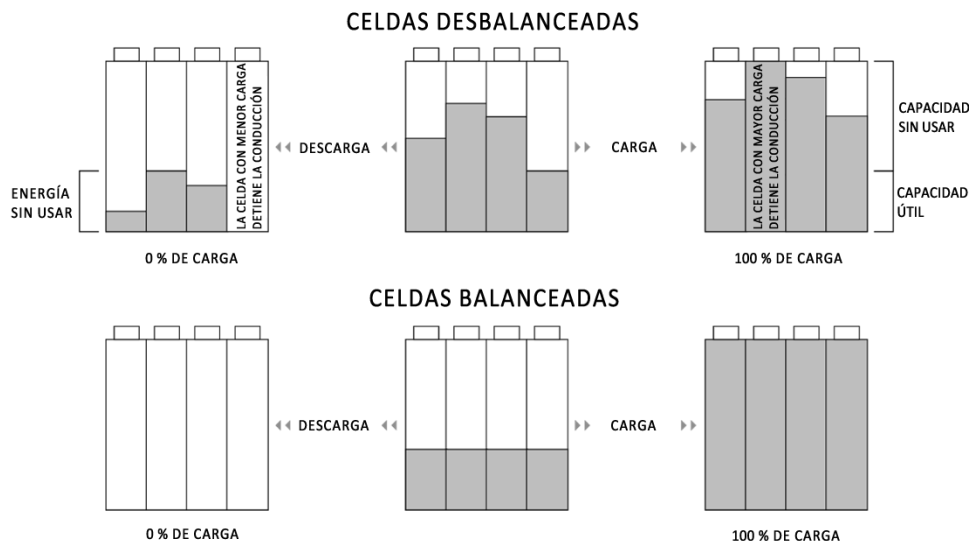 CELDAS DESBALANCEADAS
ENERGÍA
SIN USAR
LA CELDA CON MENOR CARGA
DETIENE LA CONDUCCIÓN
DESCARGA
CARGA
LA CELDA CON MAYOR CARGA
DETIENE LA CONDUCCIÓN
CAPACIDAD
SIN USAR
CAPACIDAD
ÚTIL
0 % DE CARGA
100 % DE CARGA
CELDAS BALANCEADAS
DESCARGA
CARGA
0 % DE CARGA
100 % DE CARGA